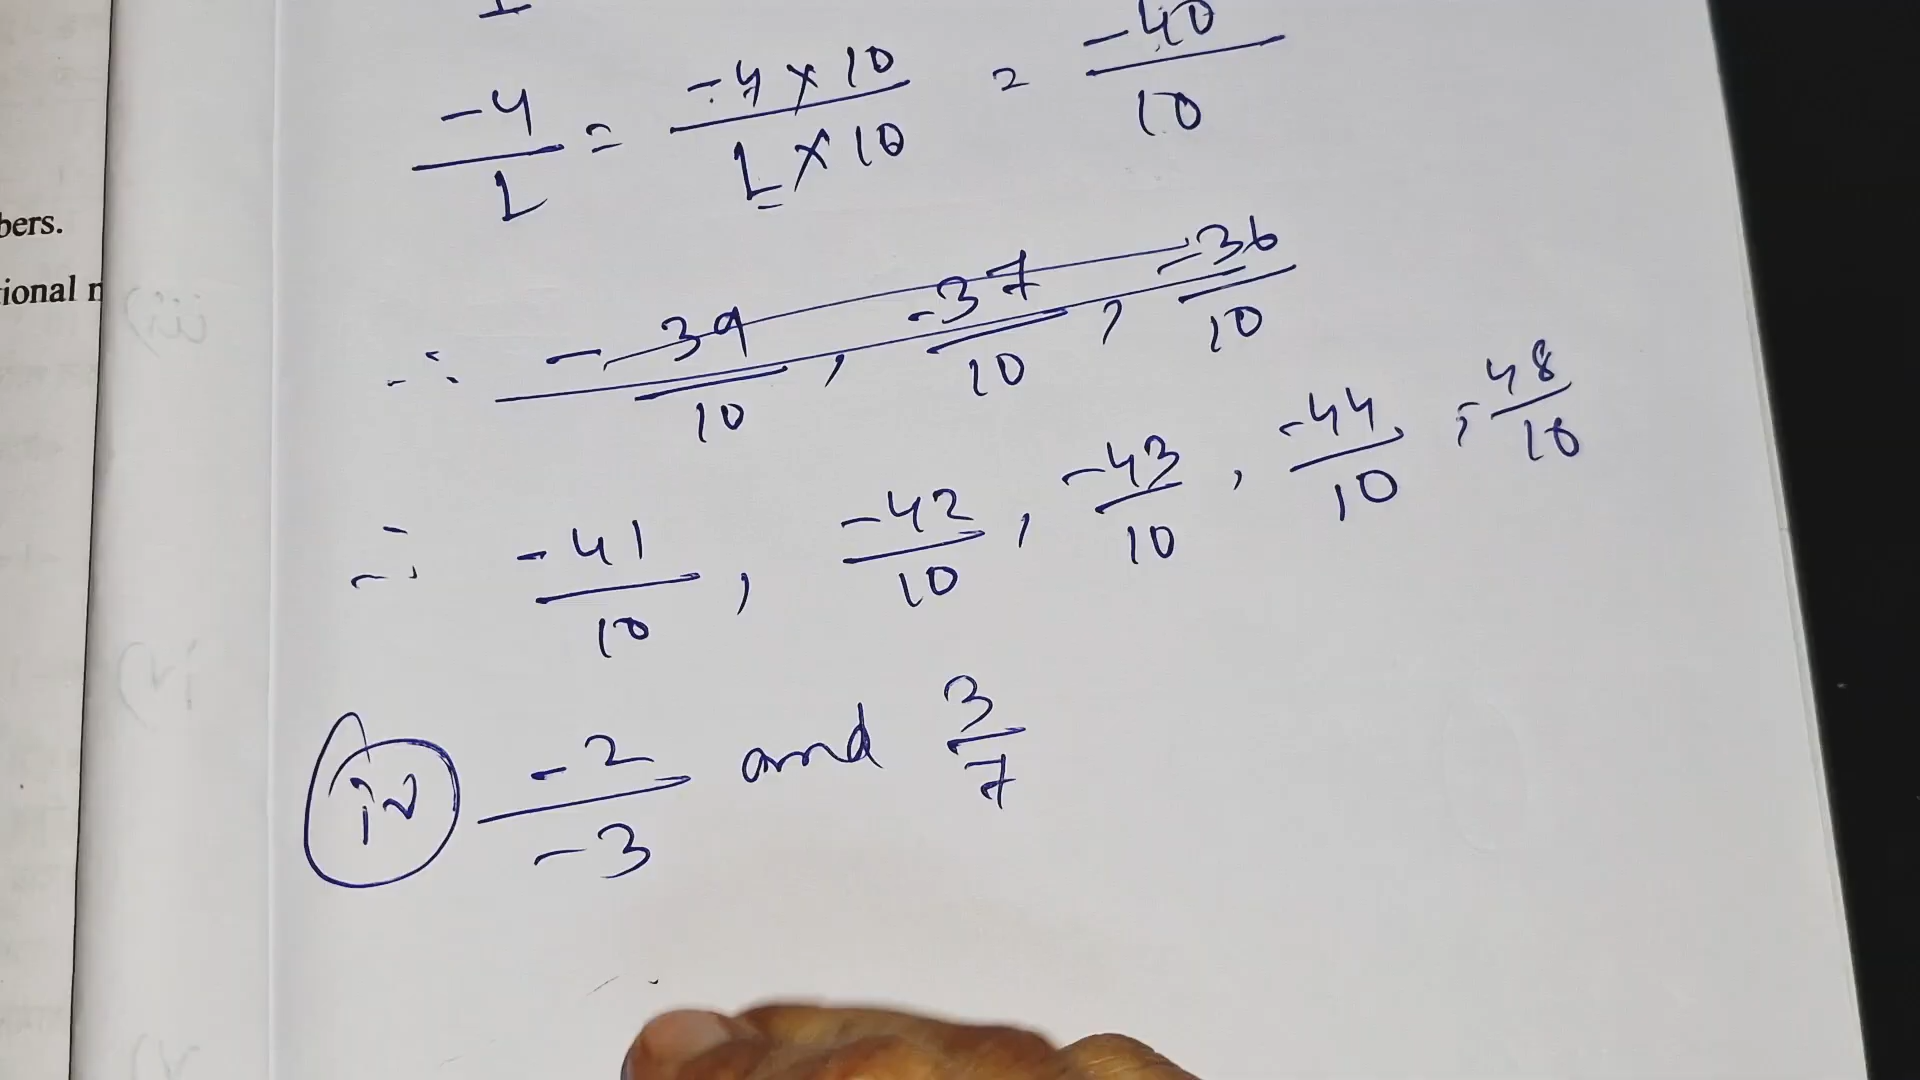 -4/1 = -4×10/1×10 = -40/10
bers.
tional n
∴ -39/10 , -37/10 , -36/10
∴ -41/10 , -42/10 , -43/10 , -44/10 , -48/10
iv -2/-3 and 3/7